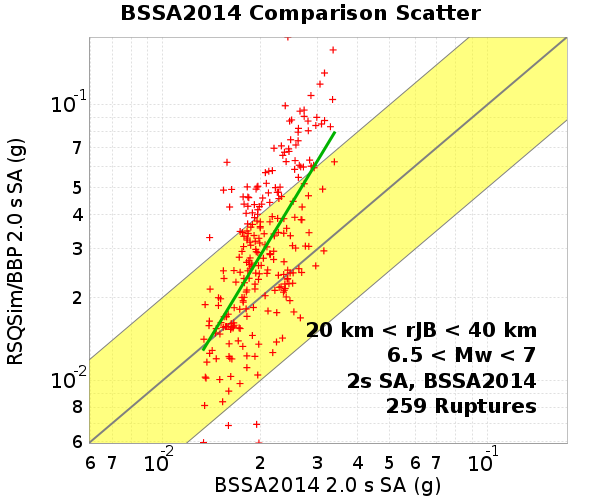 BSSA2014 Comparison Scatter
RSQSim/BBP 2.0 s SA (g)
10-1
7
5
4
3
2
10-2
8
6
20 km < rJB < 40 km
6.5 < Mw < 7
2s SA, BSSA2014
259 Ruptures
6 7 10-2 2 3 4 6 7 10-1
BSSA2014 2.0 s SA (g)